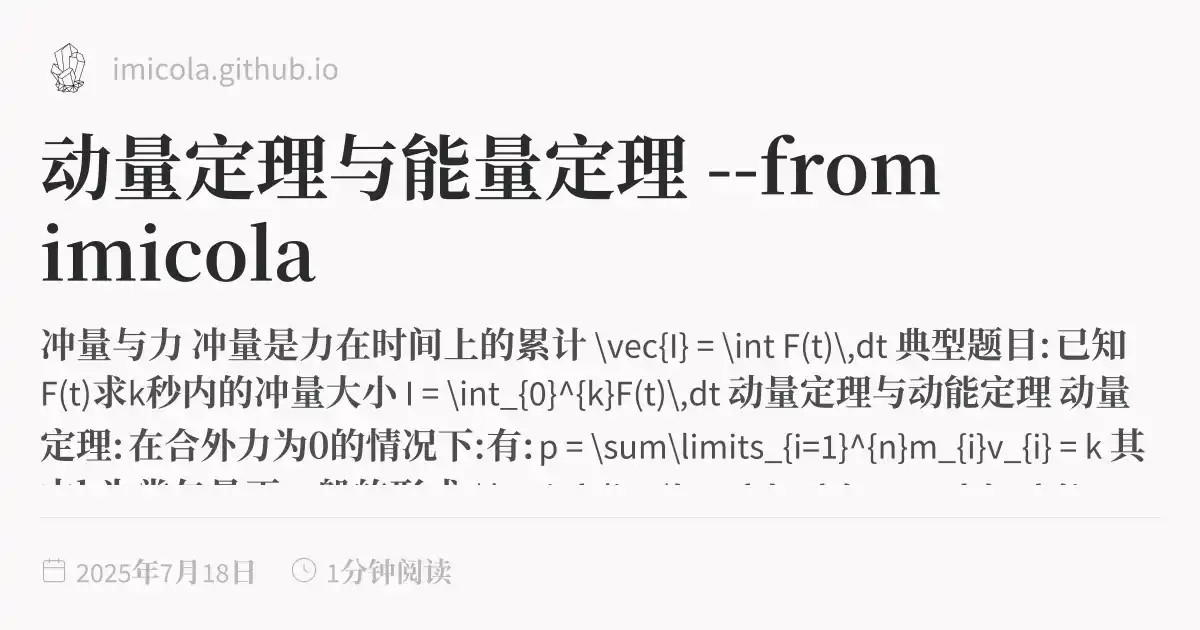 imicola.github.io
动量定理与能量定理 --from
imicola
冲量与力 冲量是力在时间上的累计 \vec{I} = \int F(t)\,dt 典型题目: 已知
F(t)求k秒内的冲量大小 I = \int_{0}^{k}F(t)\,dt 动量定理与动能定理 动量
定理: 在合外力为0的情况下:有: p = \sum\limits_{i=1}^{n}m_{i}v_{i} = k 其
2025年7月18日
1分钟阅读